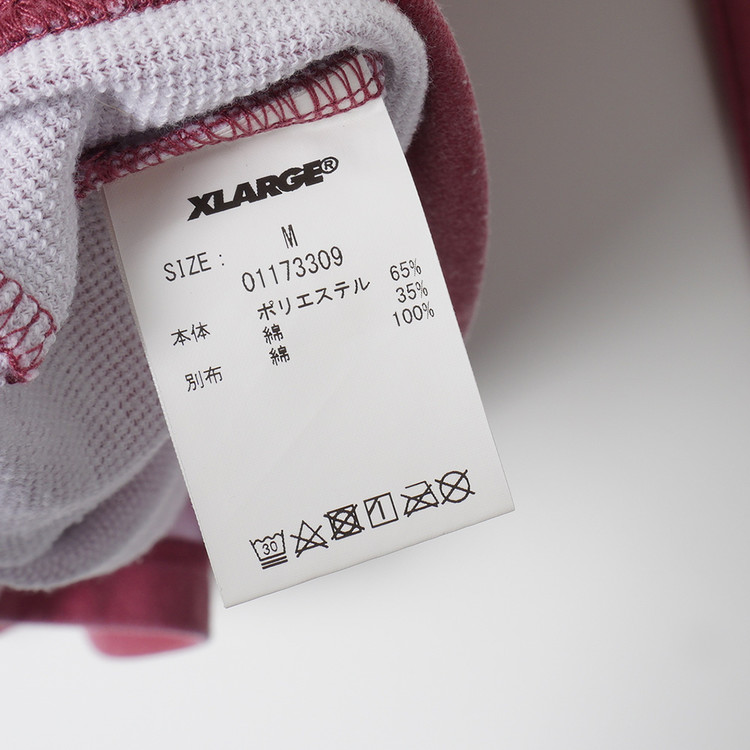 XLARGE®
SIZE : M
01173309
本体 ポリエステル 65%
綿 35%
別布 綿 100%
30